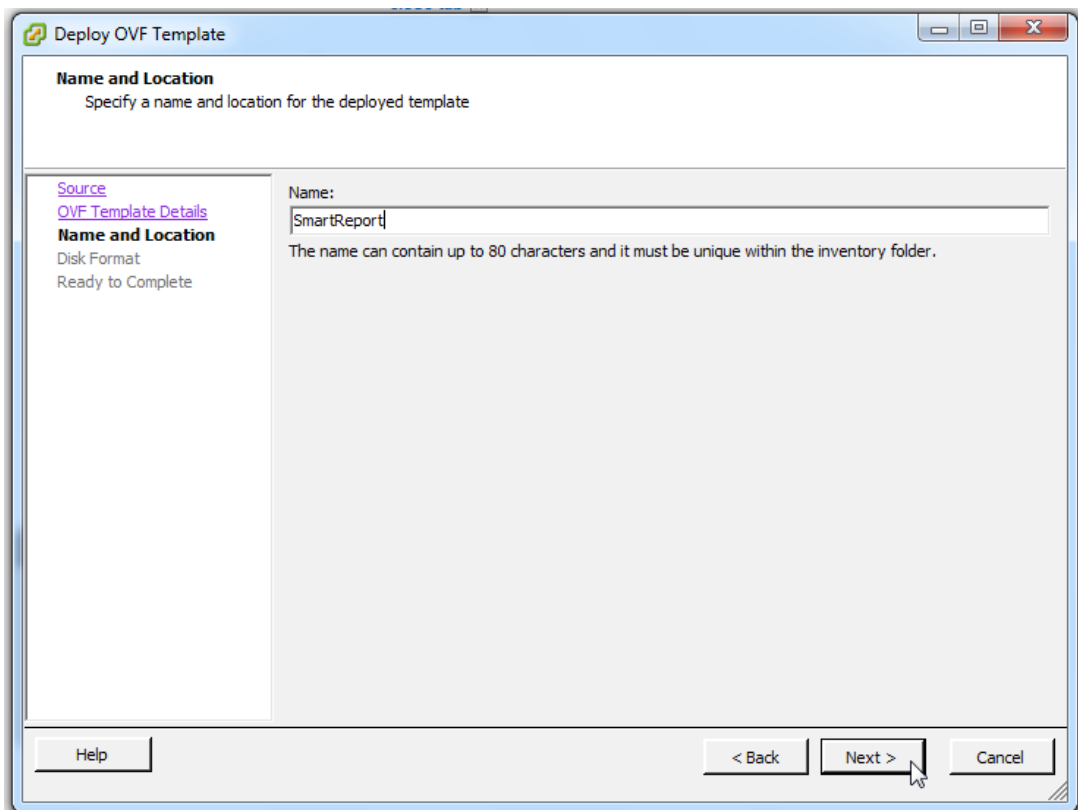 Deploy OVF Template
Name and Location
Specify a name and location for the deployed template
Source
OVF Template Details
Name and Location
Disk Format
Ready to Complete
Name:
SmartReport
The name can contain up to 80 characters and it must be unique within the inventory folder.
Help
< Back
Next >
Cancel